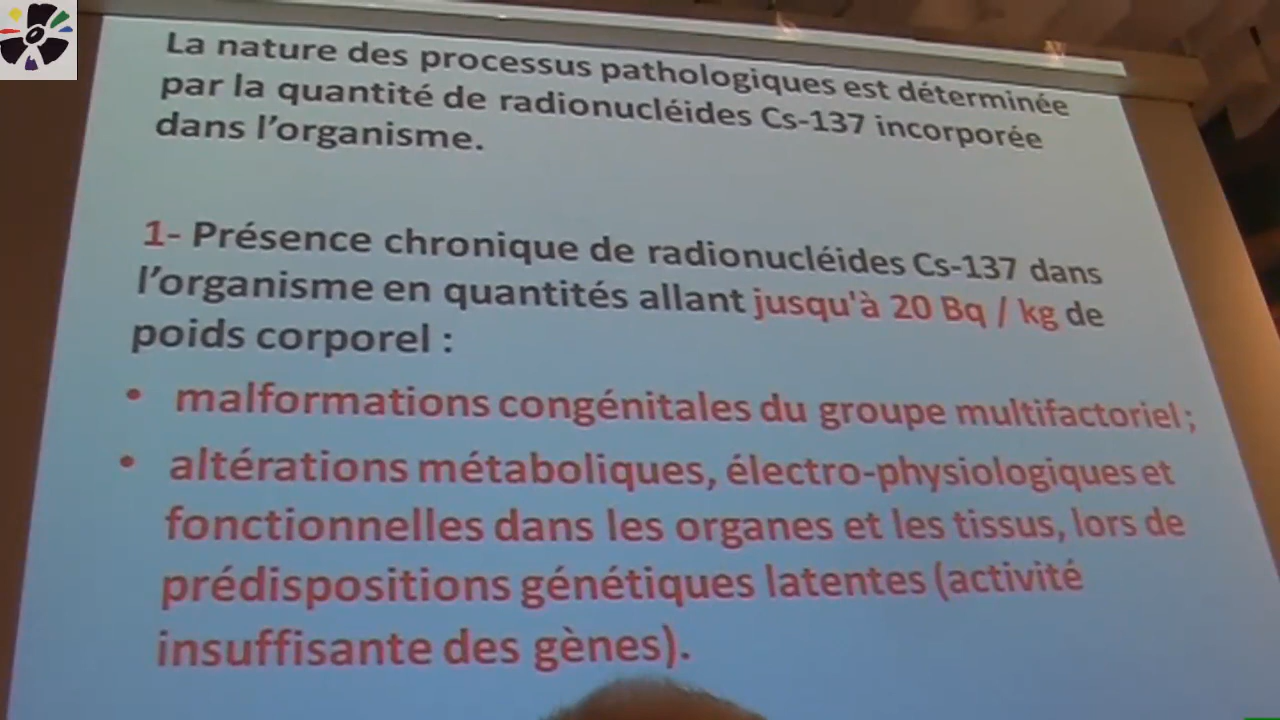 La nature des processus pathologiques est déterminée
par la quantité de radionucléides Cs-137 incorporée
dans l'organisme.
1- Présence chronique de radionucléides Cs-137 dans
l'organisme en quantités allant jusqu'à 20 Bq / kg de
poids corporel :
• malformations congénitales du groupe multifactoriel ;
• altérations métaboliques, électro-physiologiques et
fonctionnelles dans les organes et les tissus, lors de
prédispositions génétiques latentes (activité
insuffisante des gènes).